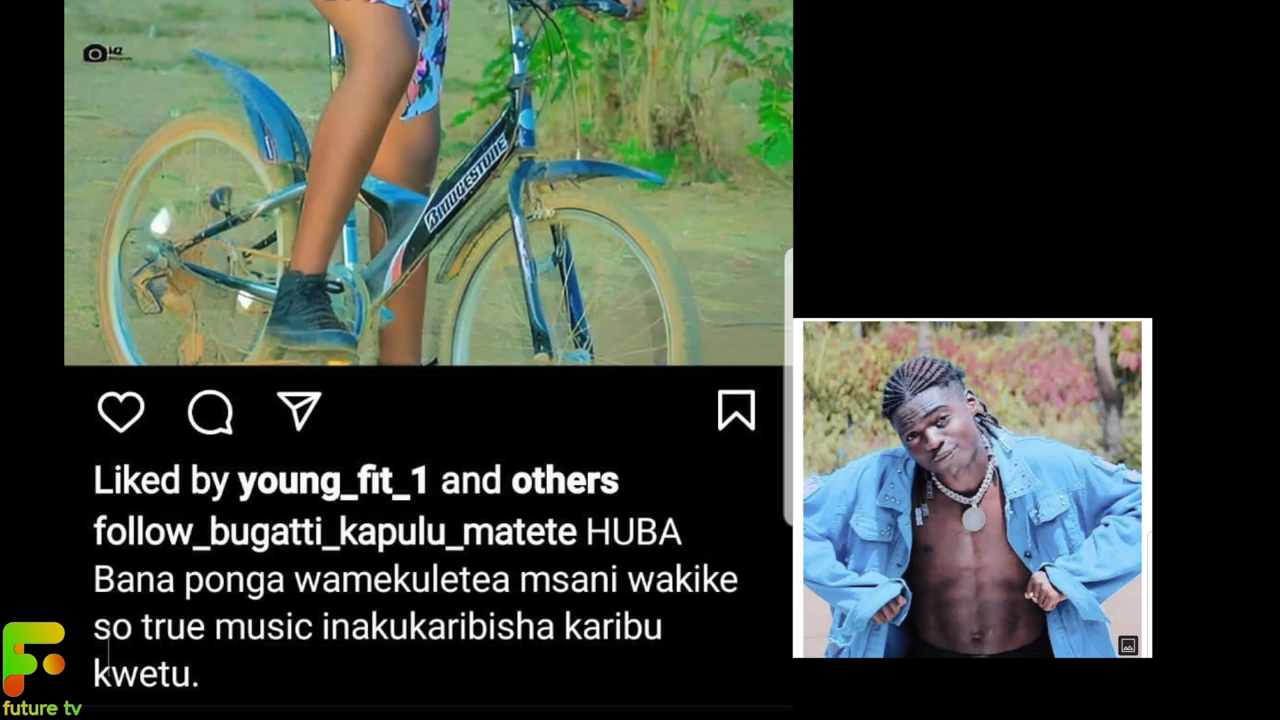 BRIDGESTONE
Liked by young_fit_1 and others
follow_bugatti_kapulu_matete HUBA
Bana ponga wamekuletea msani wakike
so true music inakukaribisha karibu
kwetu.
future tv